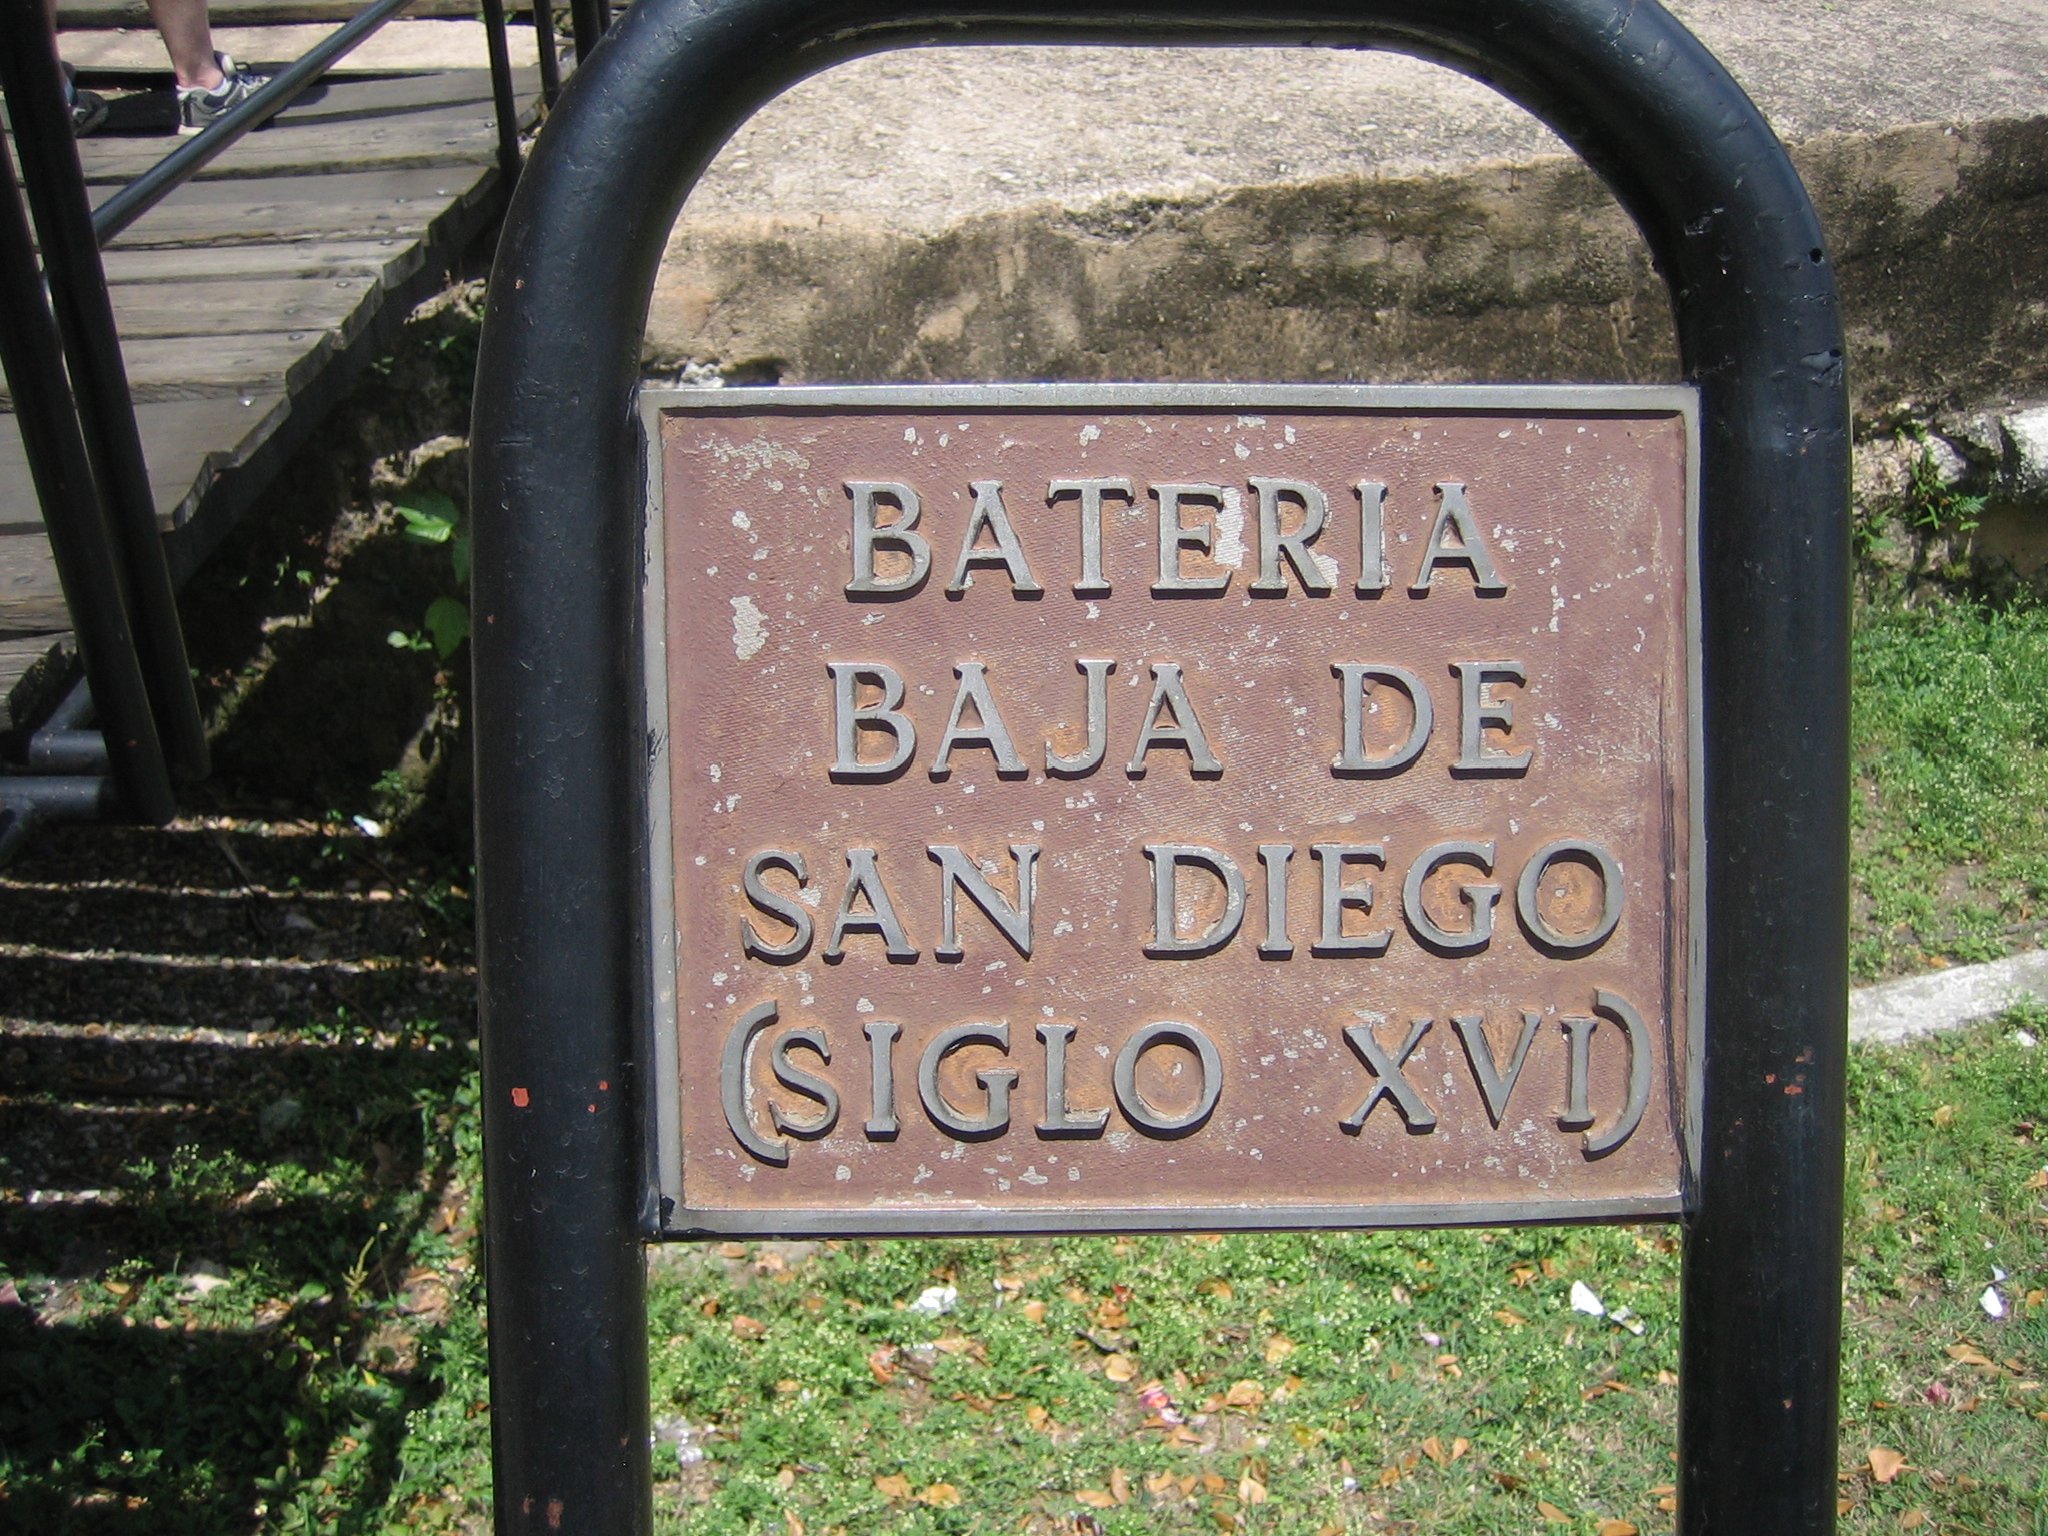 BATERIA
BAJA DE
SAN DIEGO
(SIGLO XVI)